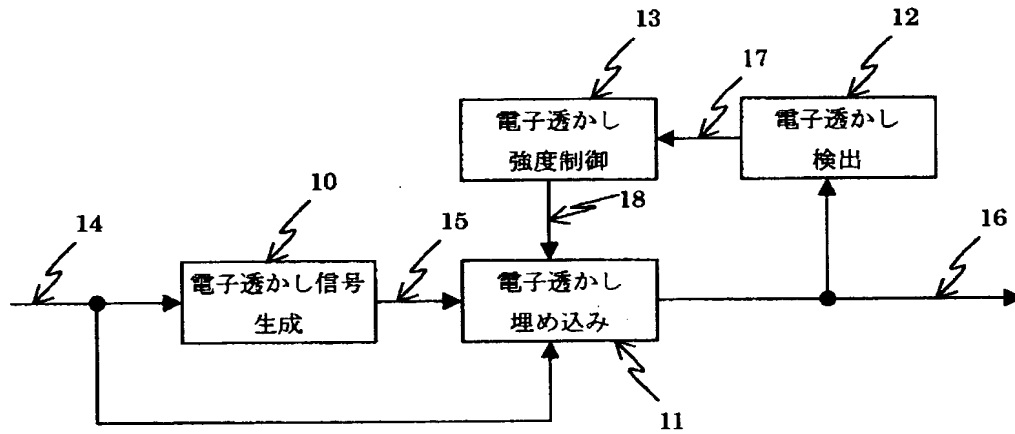 13
12
17
電子透かし
強度制御
電子透かし
検出
10
18
14
15
16
電子透かし信号
生成
電子透かし
埋め込み
11